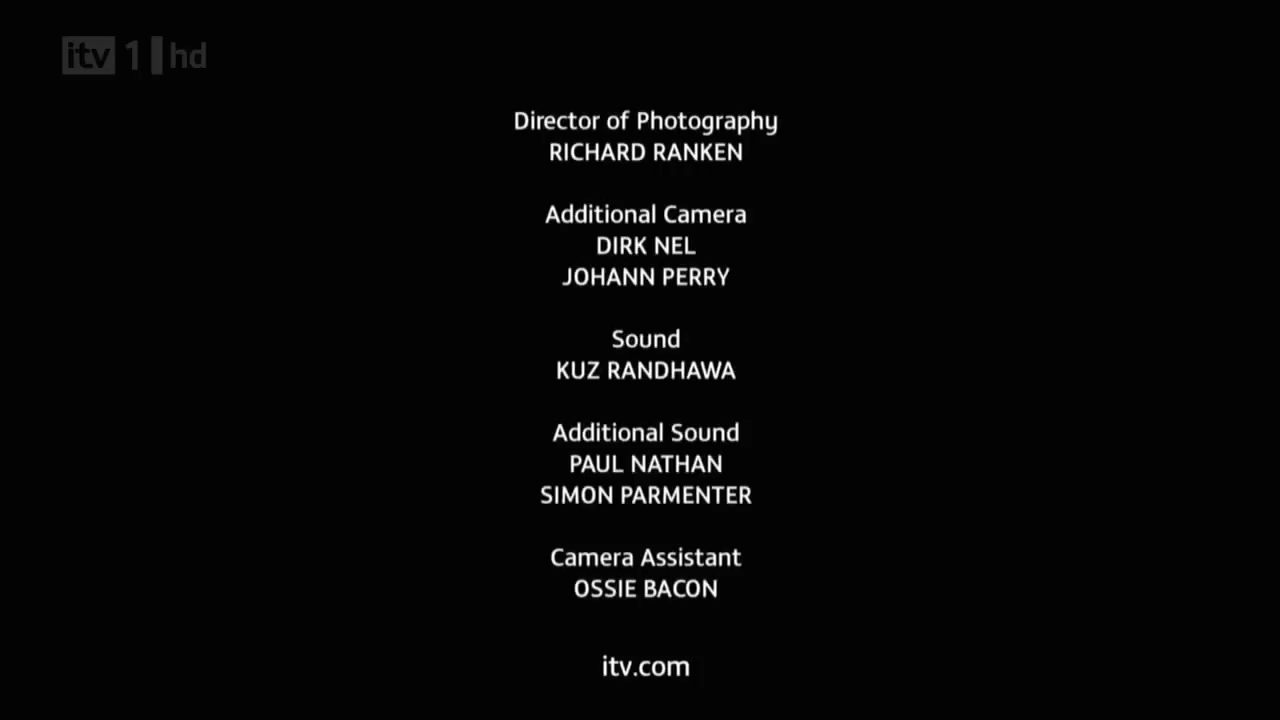 itv 1 hd
Director of Photography
RICHARD RANKEN
Additional Camera
DIRK NEL
JOHANN PERRY
Sound
KUZ RANDHAWA
Additional Sound
PAUL NATHAN
SIMON PARMENTER
Camera Assistant
OSSIE BACON
itv.com